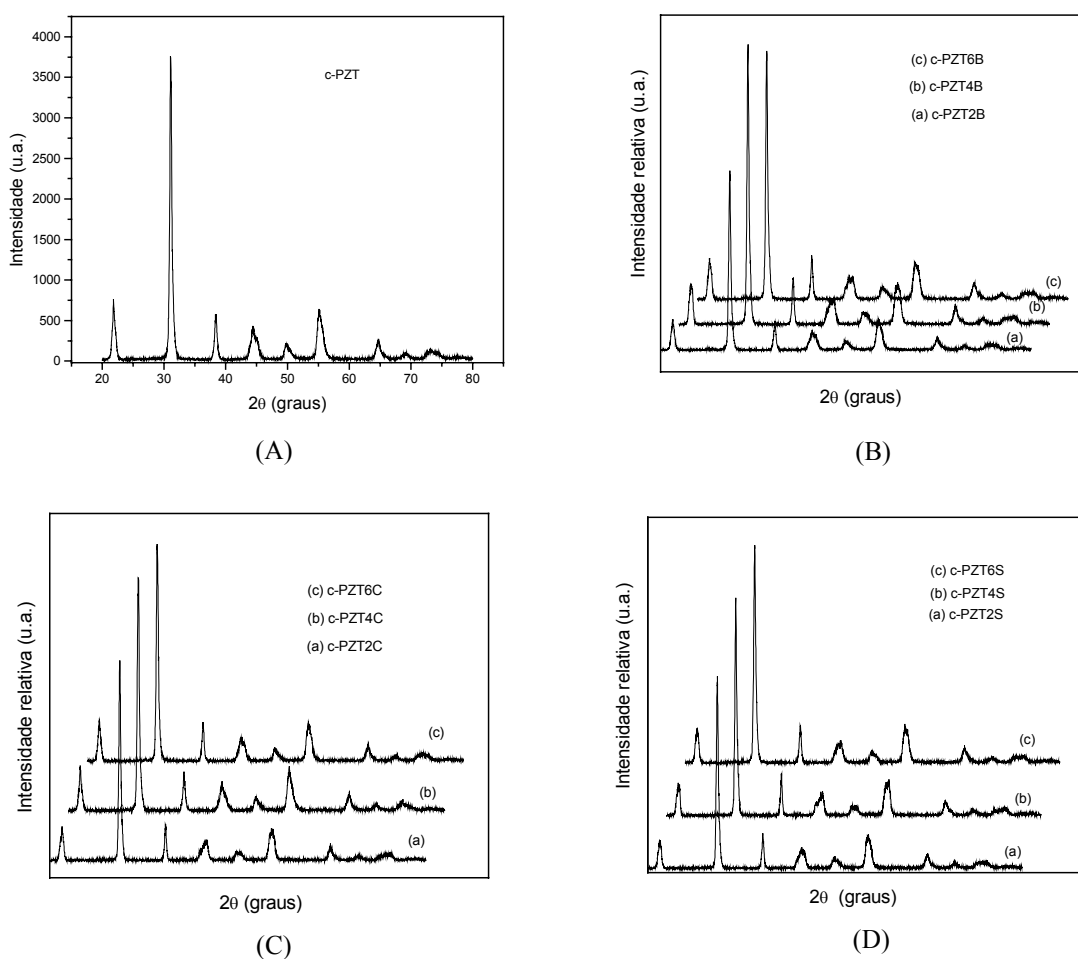 4000
3500
3000
2500
2000
1500
1000
500
0
Intensidade (u.a.)
c-PZT
20 30 40 50 60 70 80
2θ (graus)
(A)
Intensidade relativa (u.a.)
(c) c-PZT6B
(b) c-PZT4B
(a) c-PZT2B
(c)
(b)
(a)
2θ (graus)
(B)
Intensidade relativa (u.a.)
(c) c-PZT6C
(b) c-PZT4C
(a) c-PZT2C
(c)
(b)
(a)
2θ (graus)
(C)
Intensidade relativa (u.a.)
(c) c-PZT6S
(b) c-PZT4S
(a) c-PZT2S
(c)
(b)
(a)
2θ (graus)
(D)